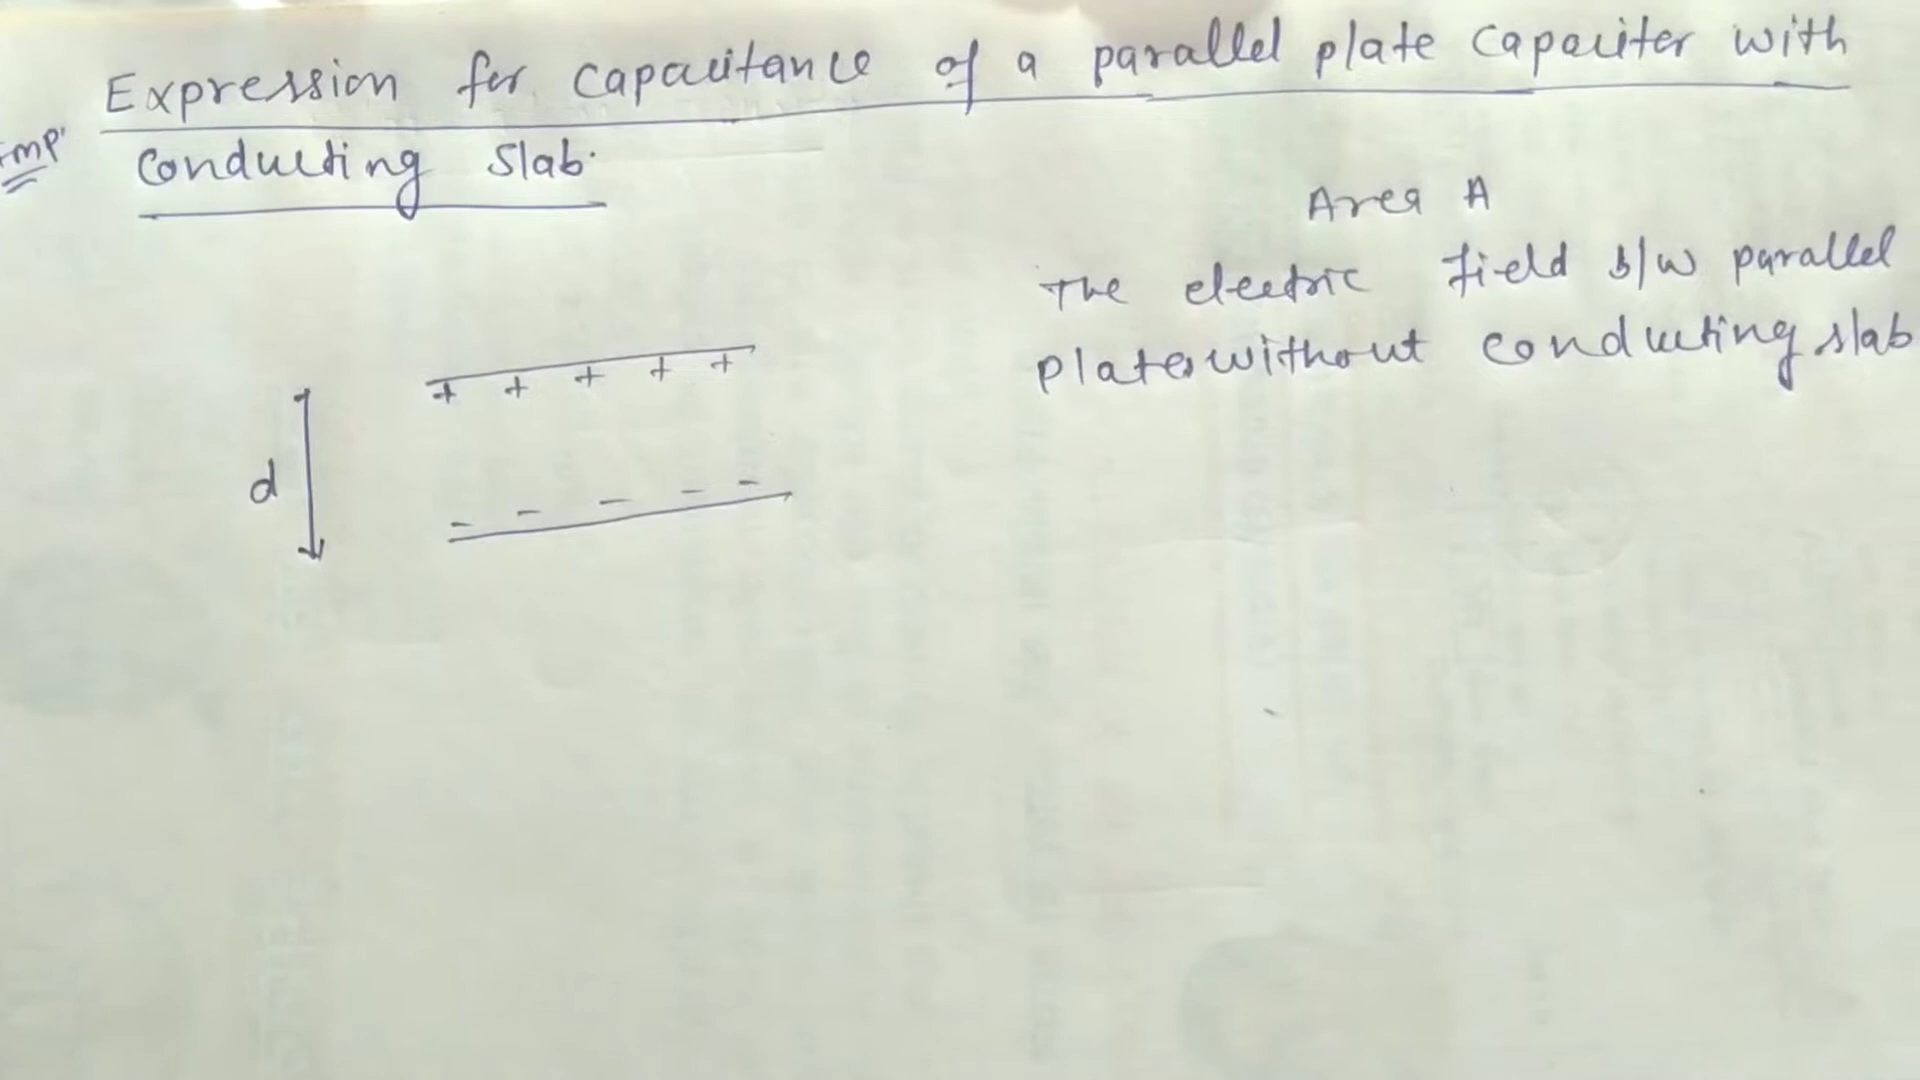 Expression for capacitance of a parallel plate capacitor with
Imp.
Conducting slab.
Area A
The electric field b/w parallel
plates without conducting slab
+ + + + +
d
- - - - -